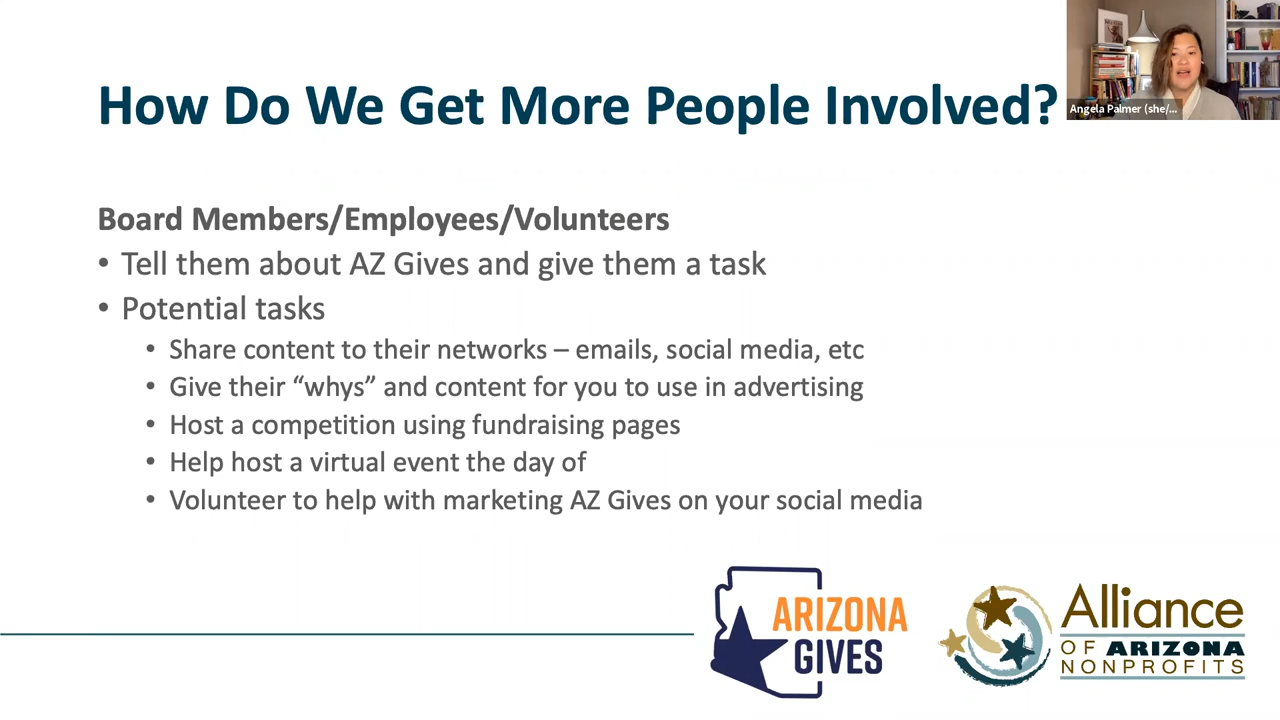 How Do We Get More People Involved?
Angela Palmer (she/...
Board Members/Employees/Volunteers
• Tell them about AZ Gives and give them a task
• Potential tasks
• Share content to their networks – emails, social media, etc
• Give their “whys” and content for you to use in advertising
• Host a competition using fundraising pages
• Help host a virtual event the day of
• Volunteer to help with marketing AZ Gives on your social media
ARIZONA
GIVES
Alliance
OF ARIZONA
NONPROFITS